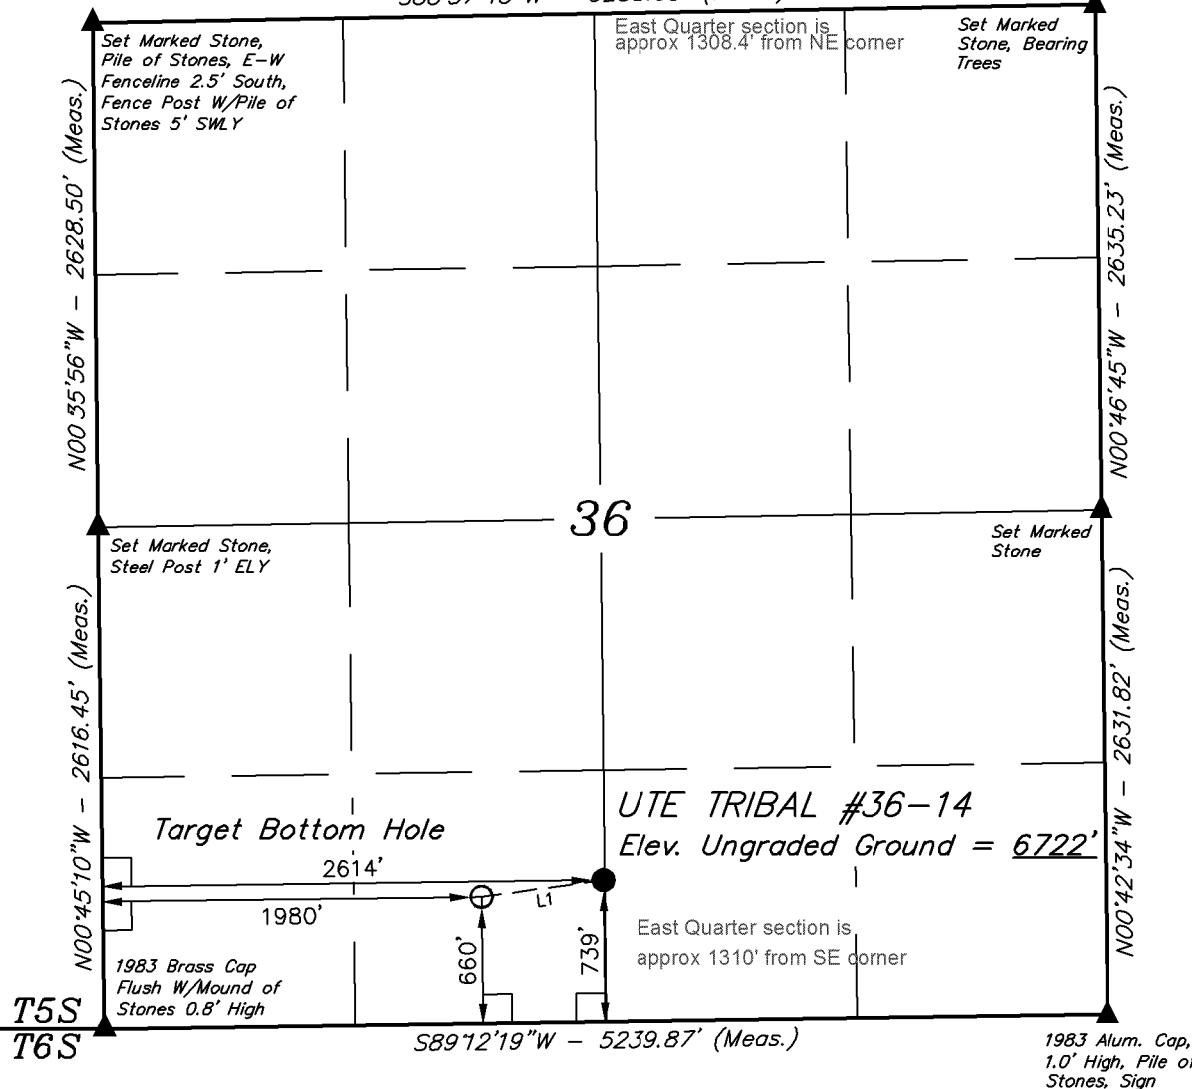 East Quarter section is
approx 1308.4' from NE corner
Set Marked Stone,
Pile of Stones, E-W
Fenceline 2.5' South,
Fence Post W/Pile of
Stones 5' SWLY
Set Marked
Stone, Bearing
Trees
N00°35'56"W - 2628.50' (Meas.)
N00°46'45"W - 2635.23' (Meas.)
36
Set Marked Stone,
Steel Post 1' ELY
Set Marked
Stone
N00°45'10"W - 2616.45' (Meas.)
N00°42'34"W - 2631.82' (Meas.)
UTE TRIBAL #36-14
Elev. Ungraded Ground = 6722'
Target Bottom Hole
2614'
L1
1980'
660'
739'
East Quarter section is
approx 1310' from SE corner
1983 Brass Cap
Flush W/Mound of
Stones 0.8' High
T5S
T6S
S89°12'19"W - 5239.87' (Meas.)
1983 Alum. Cap,
1.0' High, Pile of
Stones, Sign